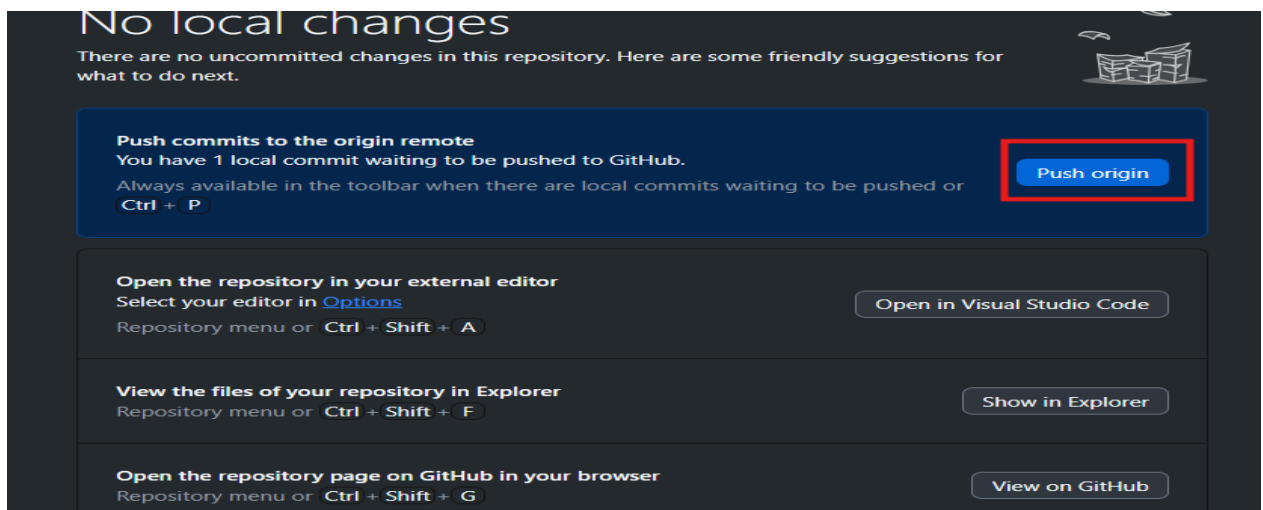 No local changes
There are no uncommitted changes in this repository. Here are some friendly suggestions for
what to do next.
Push commits to the origin remote
You have 1 local commit waiting to be pushed to GitHub.
Push origin
Always available in the toolbar when there are local commits waiting to be pushed or
Ctrl + P
Open the repository in your external editor
Select your editor in Options
Open in Visual Studio Code
Repository menu or Ctrl + Shift + A
View the files of your repository in Explorer
Repository menu or Ctrl + Shift + F
Show in Explorer
Open the repository page on GitHub in your browser
Repository menu or Ctrl + Shift + G
View on GitHub